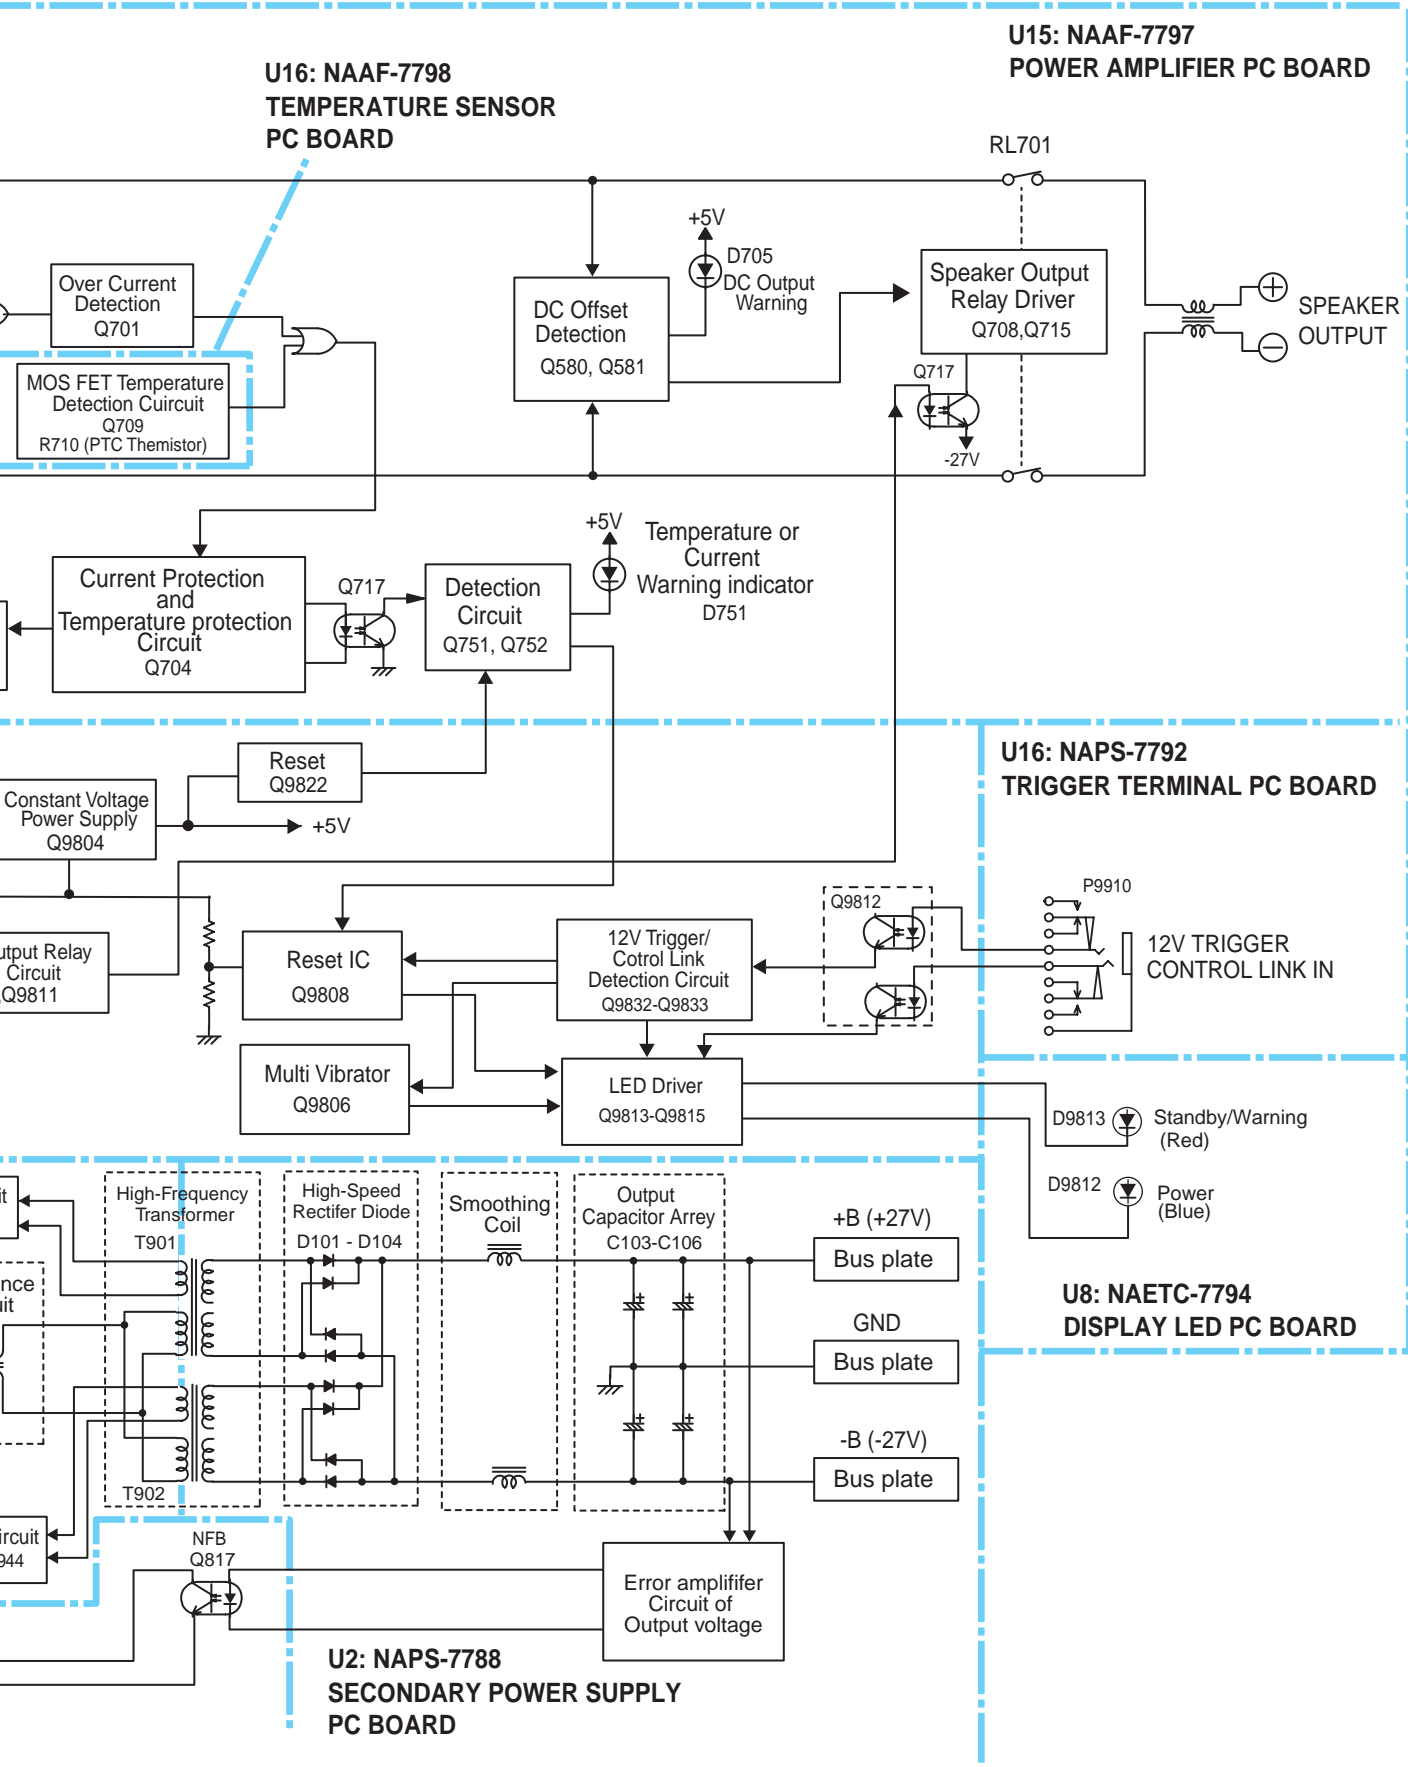 U15: NAAF-7797
POWER AMPLIFIER PC BOARD
U16: NAAF-7798
TEMPERATURE SENSOR
PC BOARD
RL701
+5V
D705
DC Output
Warning
Over Current
Detection
Q701
DC Offset
Detection
Q580, Q581
Speaker Output
Relay Driver
Q708,Q715
SPEAKER
OUTPUT
MOS FET Temperature
Detection Cuircuit
Q709
R710 (PTC Themistor)
Q717
-27V
+5V
Temperature or
Current
Warning indicator
D751
Current Protection
and
Temperature protection
Circuit
Q704
Q717
Detection
Circuit
Q751, Q752
U16: NAPS-7792
TRIGGER TERMINAL PC BOARD
Reset
Q9822
Constant Voltage
Power Supply
Q9804
+5V
P9910
Q9812
12V TRIGGER
CONTROL LINK IN
utput Relay
Circuit
,Q9811
Reset IC
Q9808
12V Trigger/
Cotrol Link
Detection Circuit
Q9832-Q9833
Multi Vibrator
Q9806
LED Driver
Q9813-Q9815
D9813
Standby/Warning
(Red)
D9812
Power
(Blue)
it
High-Frequency
Transformer
T901
High-Speed
Rectifer Diode
D101 - D104
Smoothing
Coil
Output
Capacitor Arrey
C103-C106
+B (+27V)
Bus plate
nce
uit
U8: NAETC-7794
DISPLAY LED PC BOARD
GND
Bus plate
-B (-27V)
Bus plate
T902
ircuit
944
NFB
Q817
Error amplififer
Circuit of
Output voltage
U2: NAPS-7788
SECONDARY POWER SUPPLY
PC BOARD